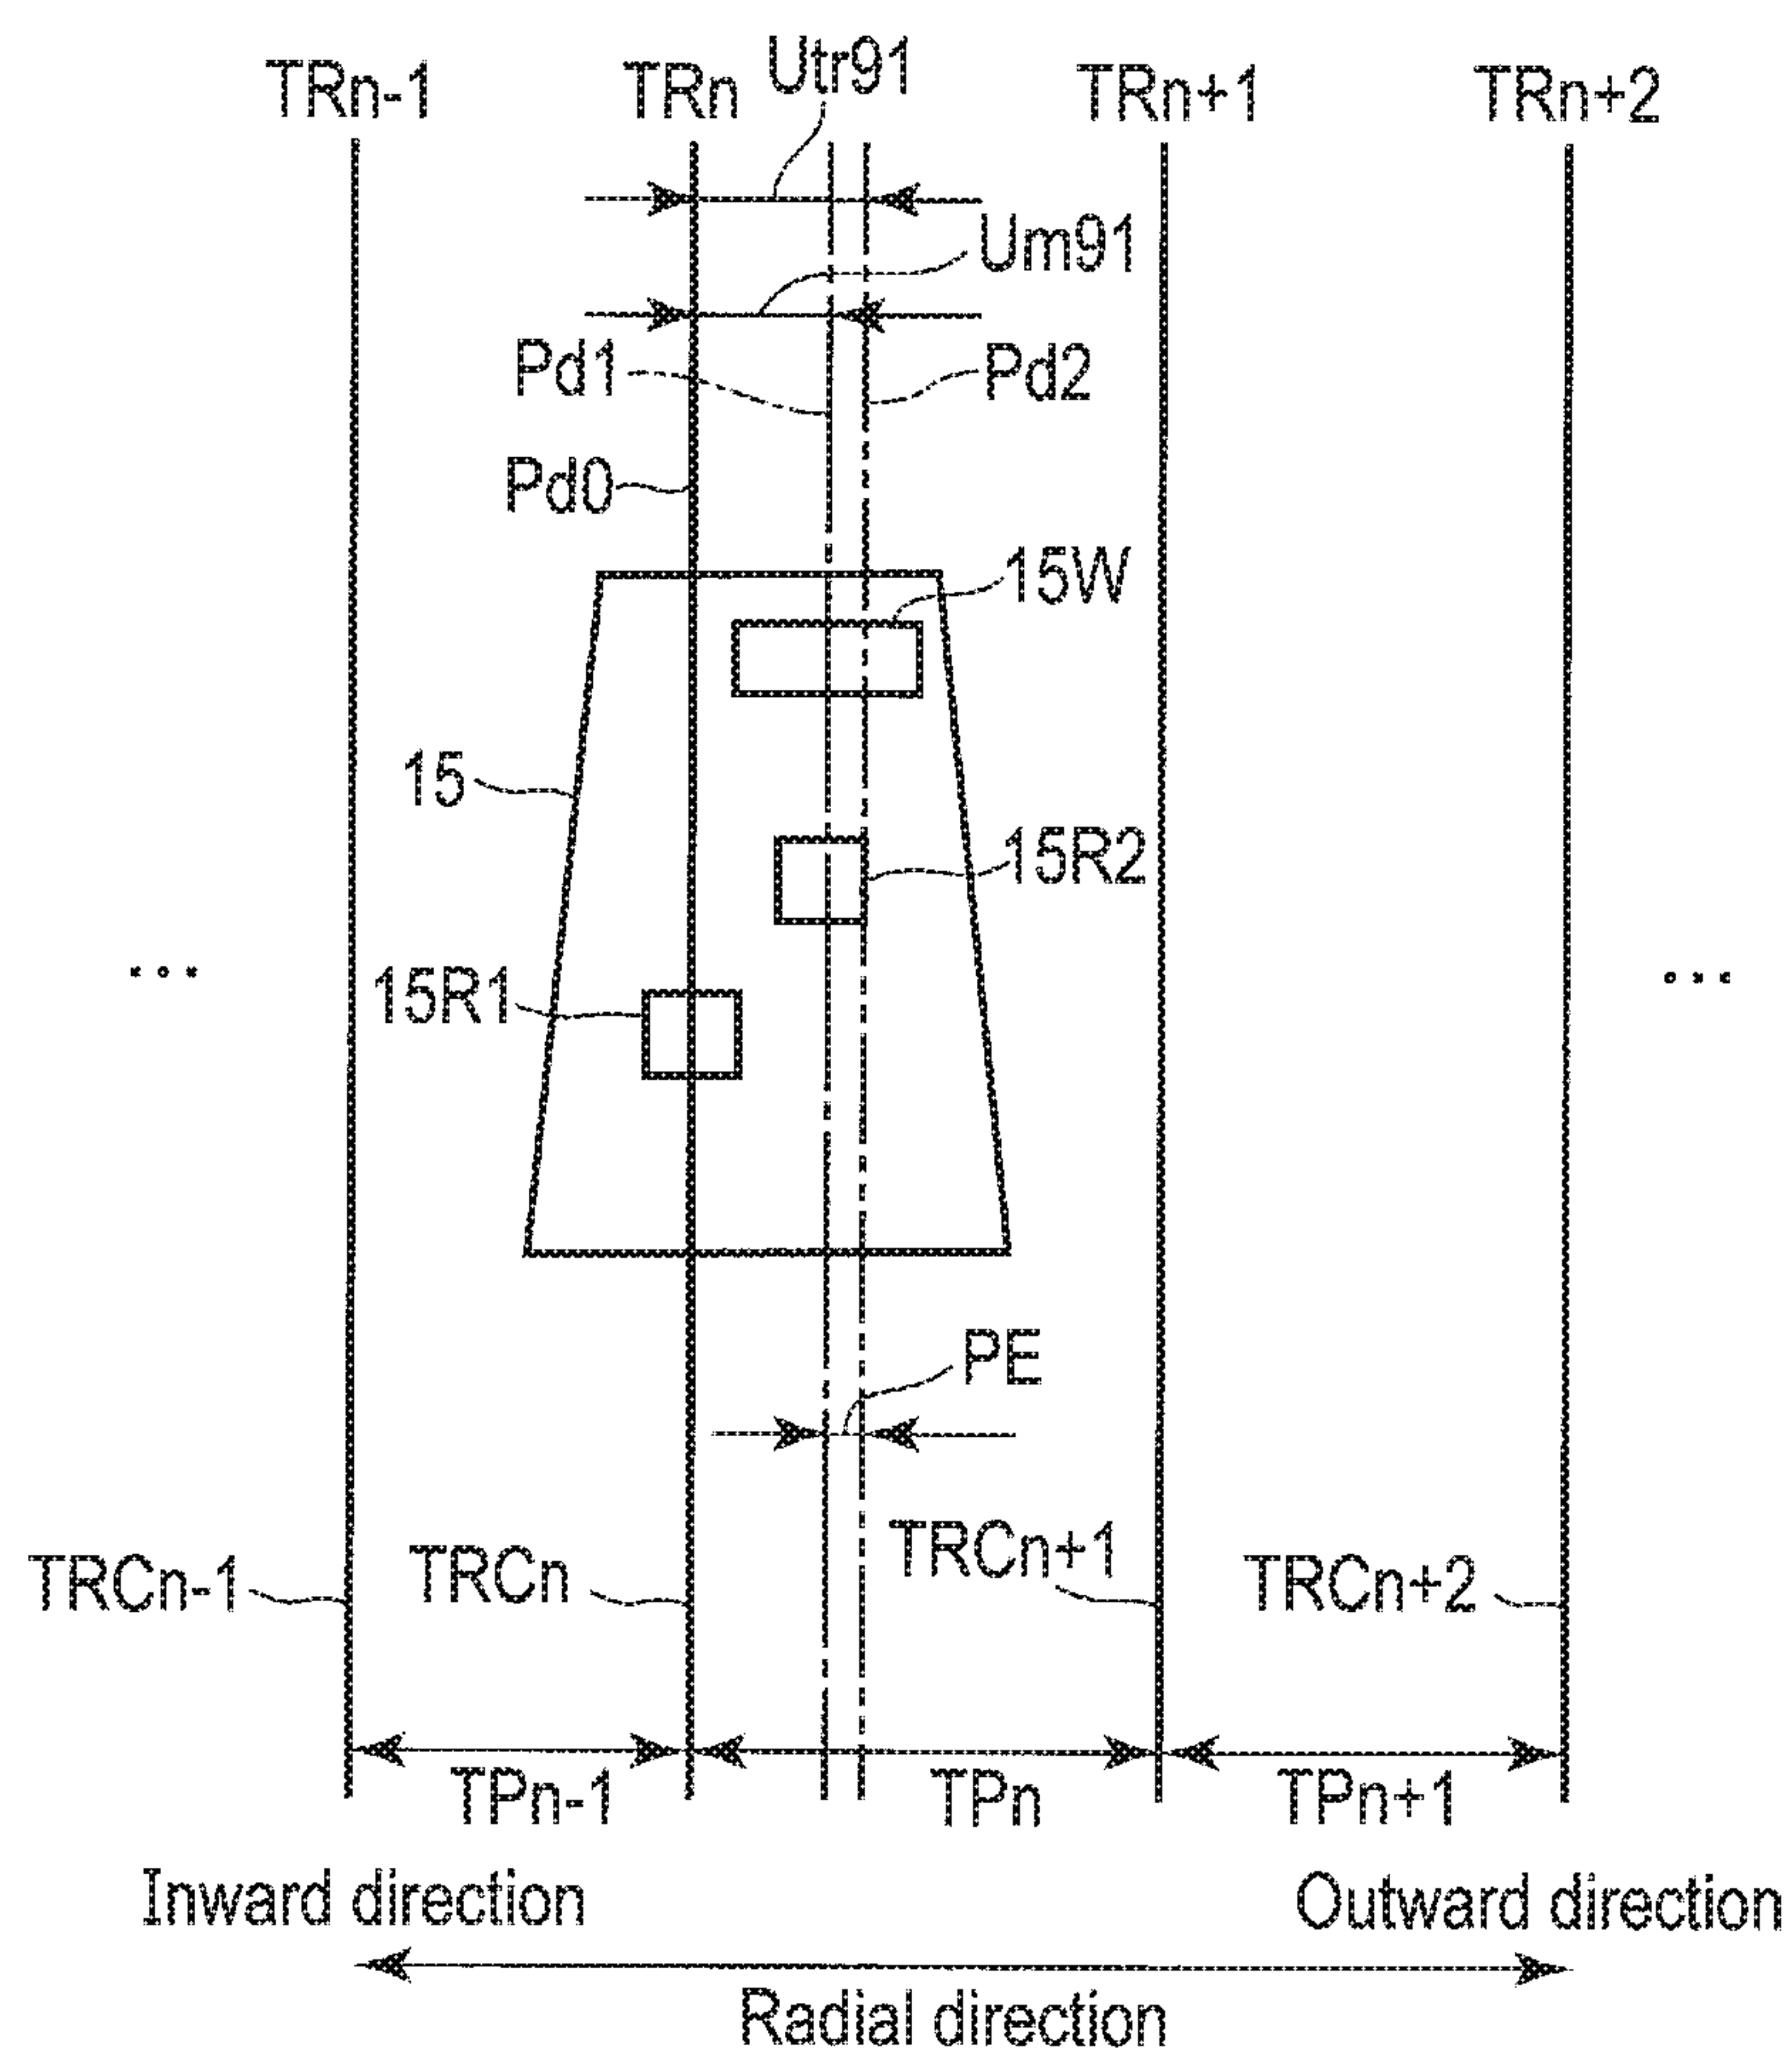 TRn-1 TRn Utr91 TRn+1 TRn+2
Um91
Pd1 Pd2
Pd0
15W
15
15R2
... 15R1 ...
PE
TRCn-1 TRCn TRCn+1 TRCn+2
TPn-1 TPn TPn+1
Inward direction Outward direction
Radial direction